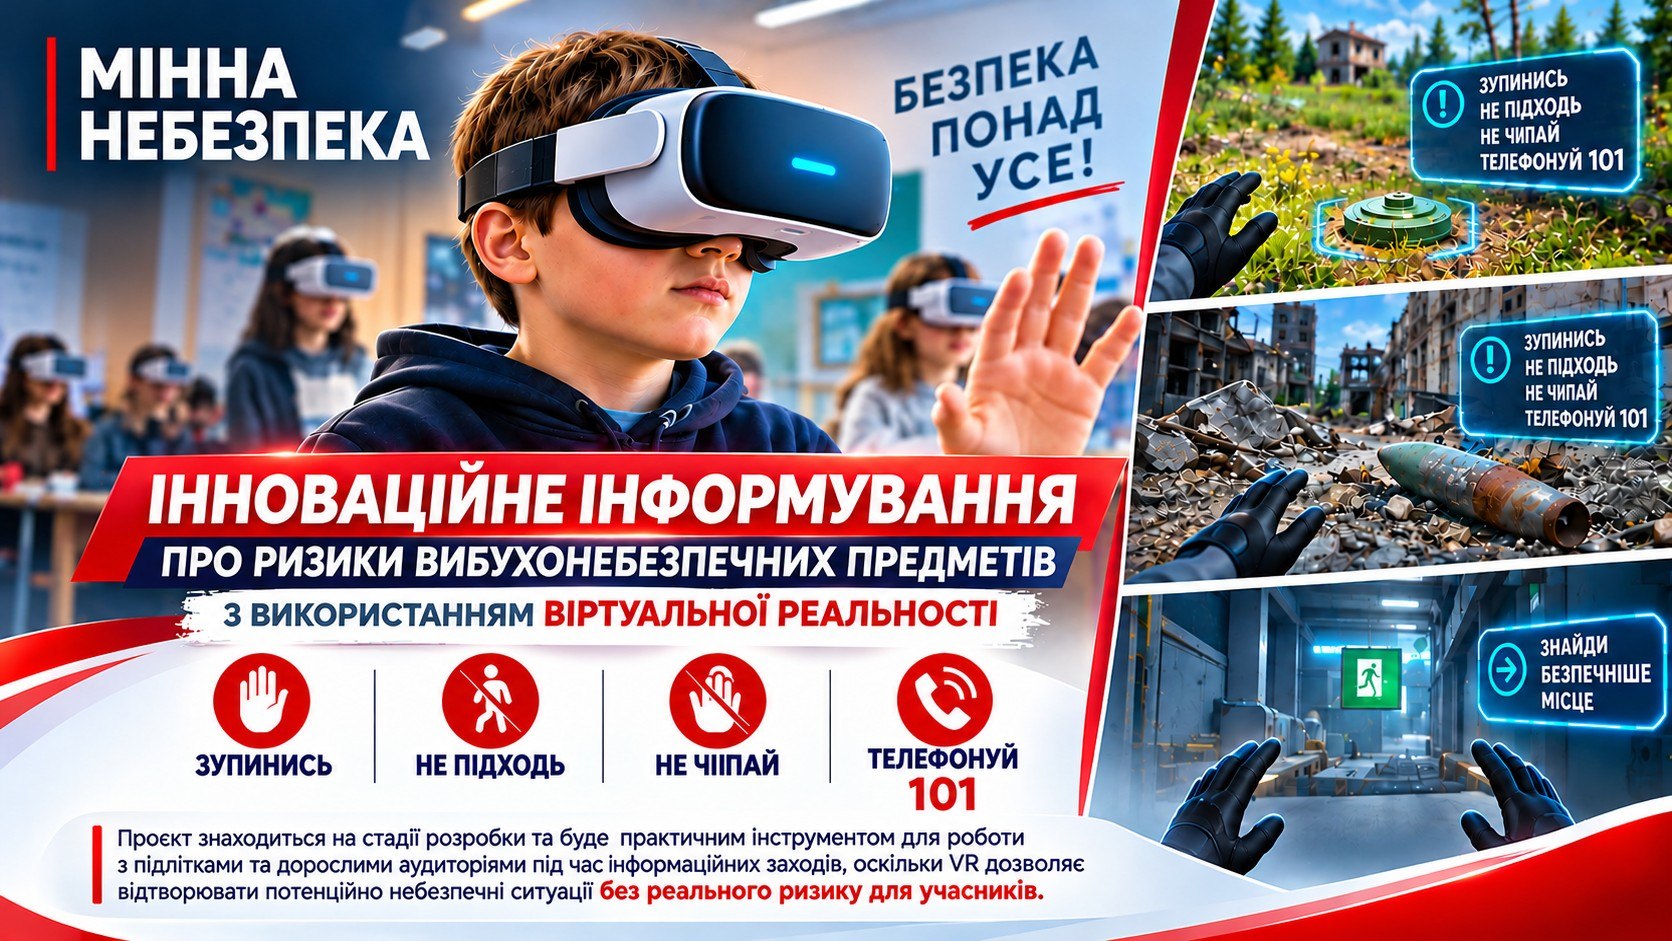 МІННА
НЕБЕЗПЕКА
БЕЗПЕКА
ПОНАД
УСЕ!
ЗУПИНИСЬ
НЕ ПІДХОДЬ
НЕ ЧИПАЙ
ТЕЛЕФОНУЙ 101
ЗУПИНИСЬ
НЕ ПІДХОДЬ
НЕ ЧИПАЙ
ТЕЛЕФОНУЙ 101
ЗНАЙДИ
БЕЗПЕЧНІШЕ
МІСЦЕ
ІННОВАЦІЙНЕ ІНФОРМУВАННЯ
ПРО РИЗИКИ ВИБУХОНЕБЕЗПЕЧНИХ ПРЕДМЕТІВ
З ВИКОРИСТАННЯМ ВІРТУАЛЬНОЇ РЕАЛЬНОСТІ
ЗУПИНИСЬ
НЕ ПІДХОДЬ
НЕ ЧІІПАЙ
ТЕЛЕФОНУЙ
101
Проєкт знаходиться на стадії розробки та буде практичним інструментом для роботи
з підлітками та дорослими аудиторіями під час інформаційних заходів, оскільки VR дозволяє
відтворювати потенційно небезпечні ситуації без реального ризику для учасників.